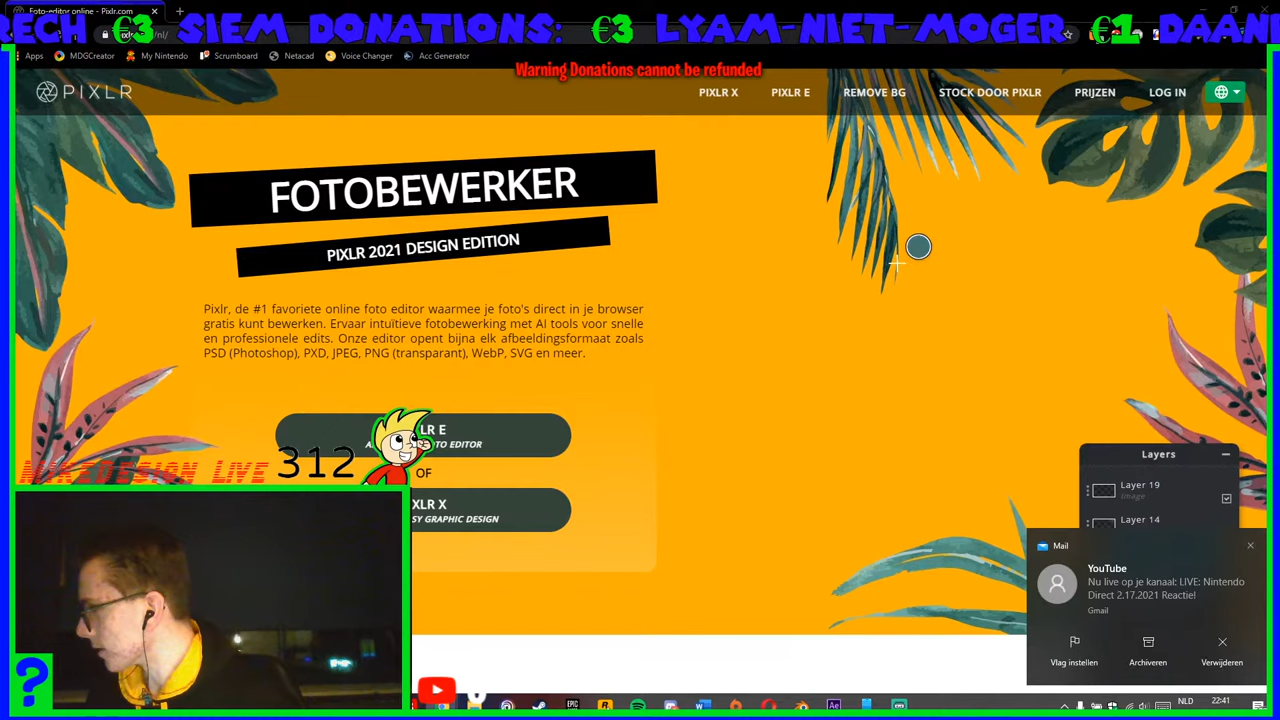 RECH €3 SIEM DONATIONS: €3 LYAM-NIET-MOGER €1 DAANI
Foto-editor online - Pixlr.com
nl/
Apps MDGCreator My Nintendo Scrumboard Netacad Voice Changer Acc Generator
Warning Donations cannot be refunded
PIXLR PIXLR X PIXLR E REMOVE BG STOCK DOOR PIXLR PRIJZEN LOG IN
FOTOBEWERKER
PIXLR 2021 DESIGN EDITION
Pixlr, de #1 favoriete online foto editor waarmee je foto's direct in je browser
gratis kunt bewerken. Ervaar intuïtieve fotobewerking met AI tools voor snelle
en professionele edits. Onze editor opent bijna elk afbeeldingsformaat zoals
PSD (Photoshop), PXD, JPEG, PNG (transparant), WebP, SVG en meer.
LR E
TO EDITOR
312
OF
XLR X
SY GRAPHIC DESIGN
Layers
Layer 19
Image
Layer 14
Mail
YouTube
Nu live op je kanaal: LIVE: Nintendo
Direct 2.17.2021 Reactie!
Gmail
Vlag instellen Archiveren Verwijderen
?
EPIC
Ae
NLD 22:41